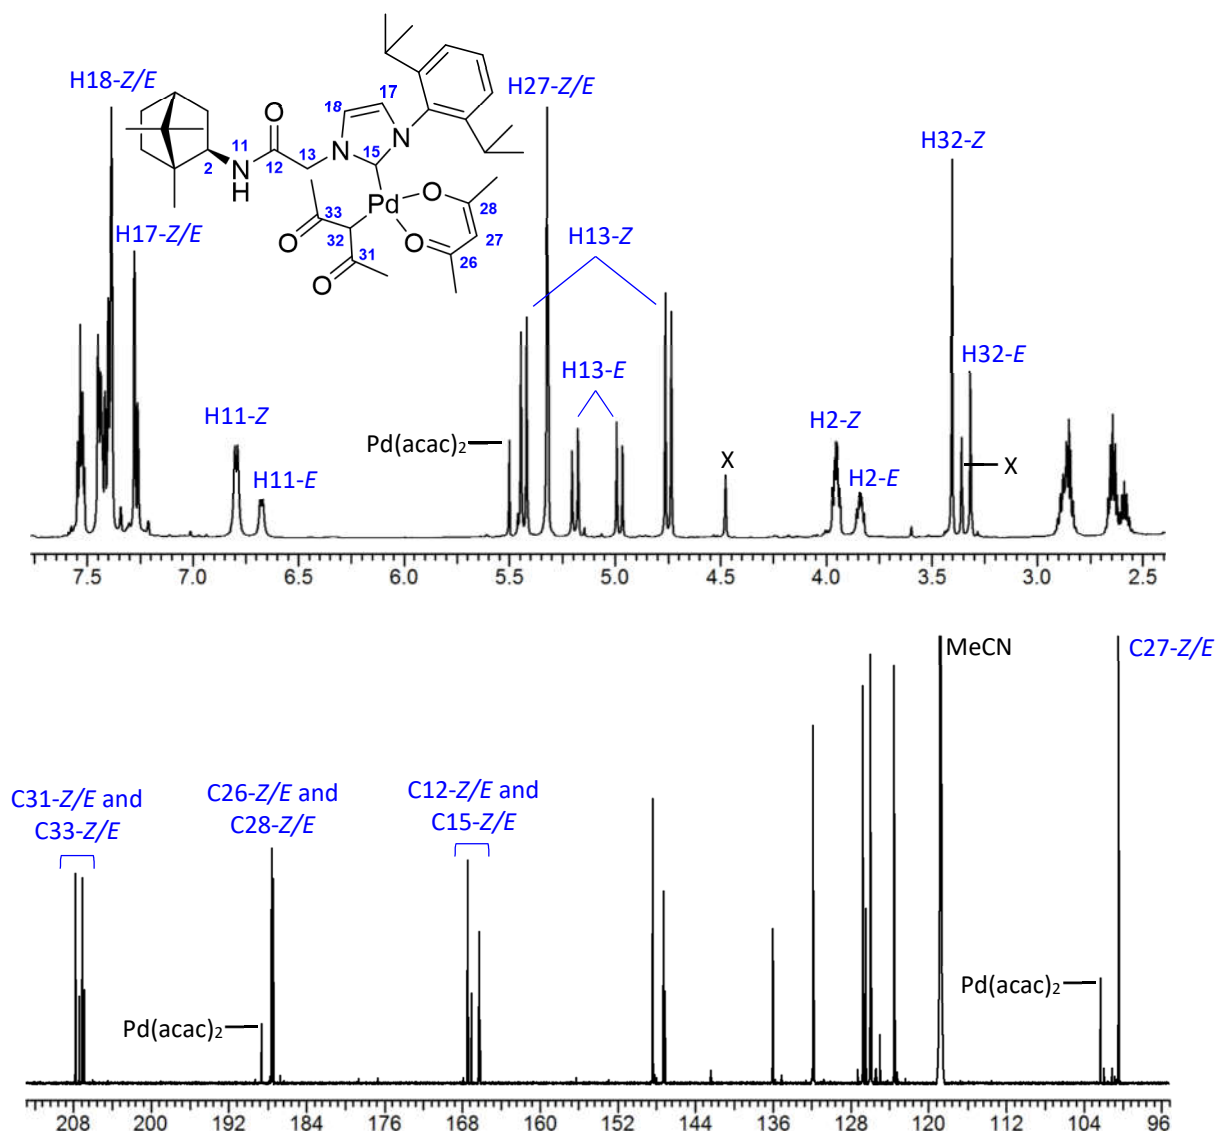 H18-Z/E
H27-Z/E
H32-Z
H17-Z/E
H13-Z
H32-E
H13-E
H11-Z
H11-E
Pd(acac)₂
X
H2-Z
H2-E
X
O
11
N
H
2
12
13
N
15
N
17
18
Pd
O
O
28
27
26
33
32
31
O
O
7.5 7.0 6.5 6.0 5.5 5.0 4.5 4.0 3.5 3.0 2.5
MeCN
C27-Z/E
C31-Z/E and
C33-Z/E
C26-Z/E and
C28-Z/E
C12-Z/E and
C15-Z/E
Pd(acac)₂
Pd(acac)₂
208 200 192 184 176 168 160 152 144 136 128 120 112 104 96